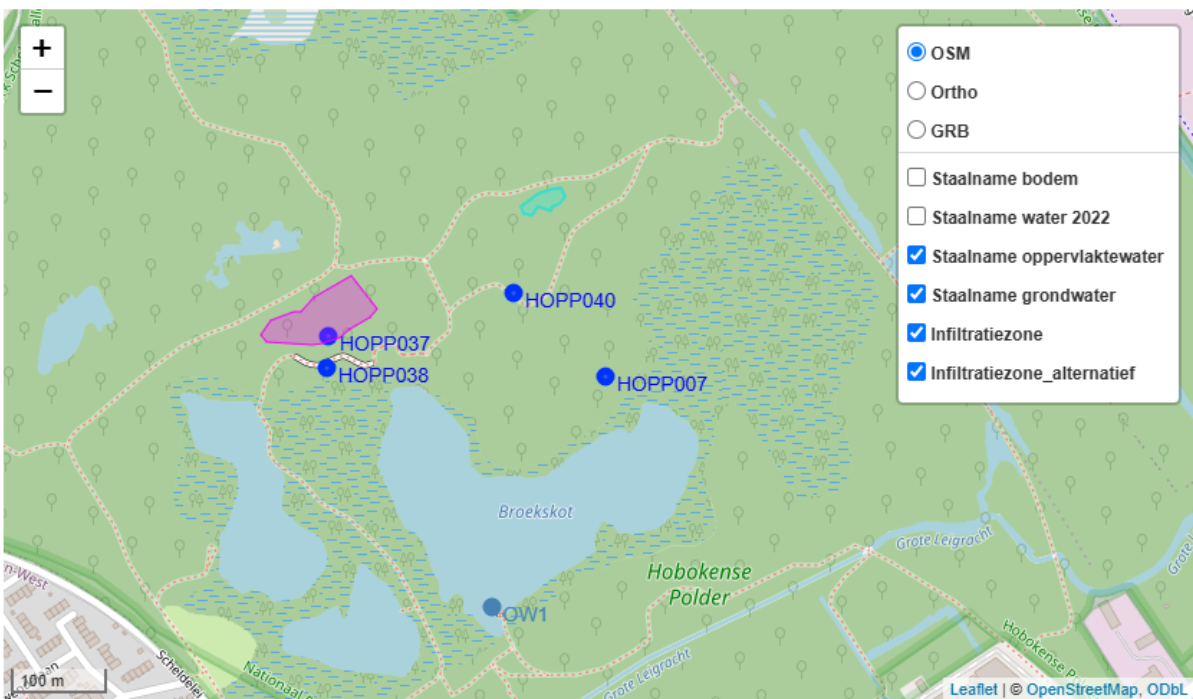 +
−
OSM
Ortho
GRB
Staalname bodem
Staalname water 2022
Staalname oppervlaktewater
Staalname grondwater
Infiltratiezone
Infiltratiezone_alternatief
HOPP040
HOPP037
HOPP038
HOPP007
Broekskot
Grote Leigracht
Hobokense
Polder
OW1
Grote Leigracht
100 m
Leaflet | © OpenStreetMap, ODbL